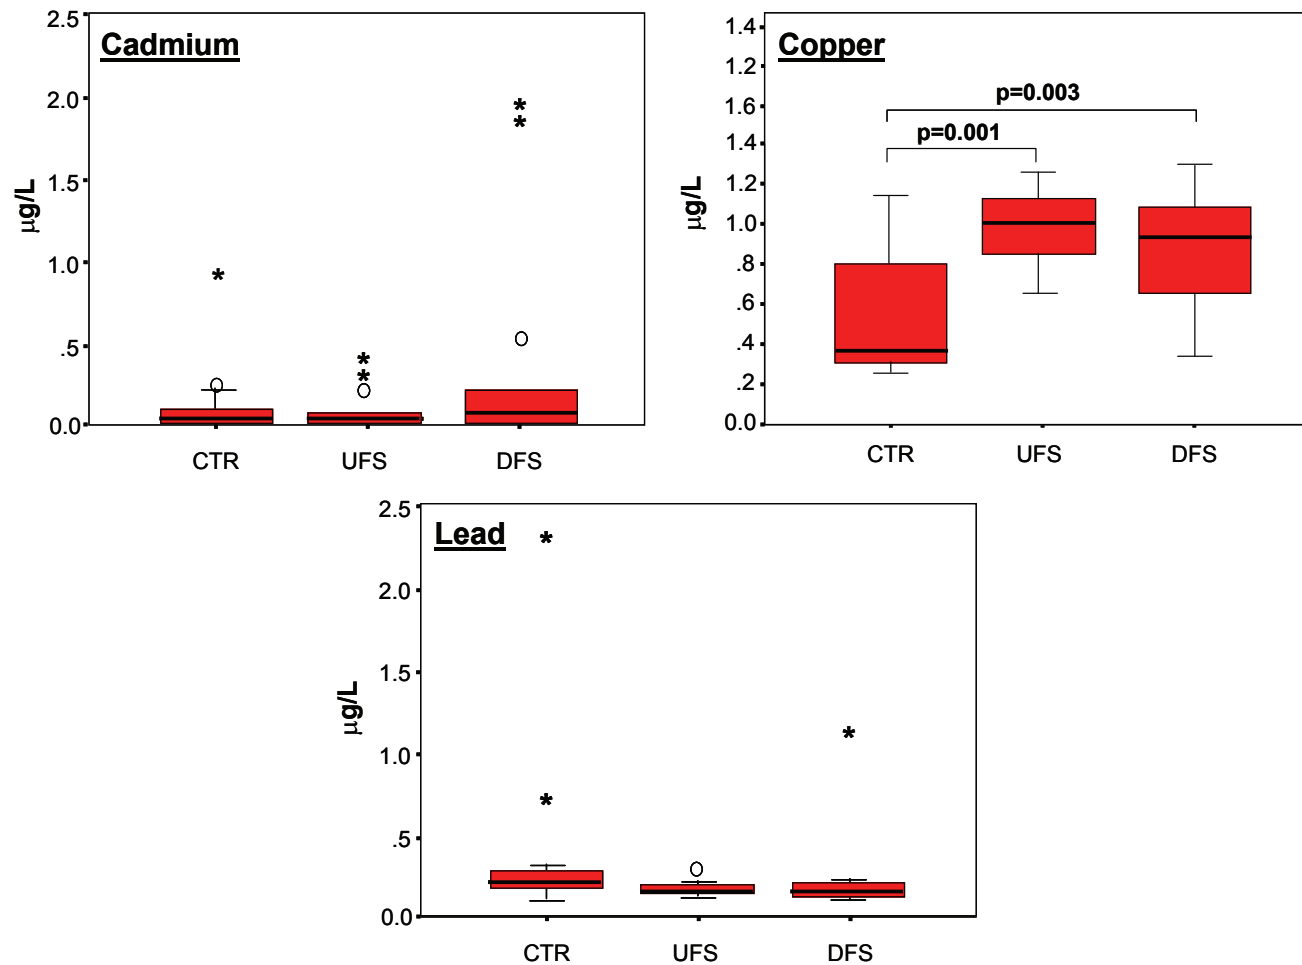 Cadmium
2.5
2.0
1.5
1.0
.5
0.0
μg/L
CTR UFS DFS
Copper
1.4
1.2
1.6
1.4
1.2
1.0
.8
.6
.4
.2
0.0
μg/L
p=0.003
p=0.001
CTR UFS DFS
Lead
2.5
2.0
1.5
1.0
.5
0.0
μg/L
CTR UFS DFS